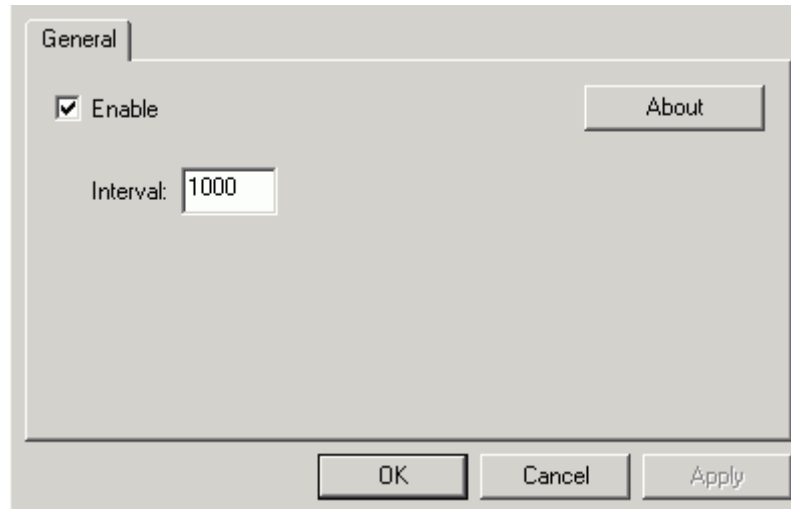 General
Enable
About
Interval: 1000
OK
Cancel
Apply